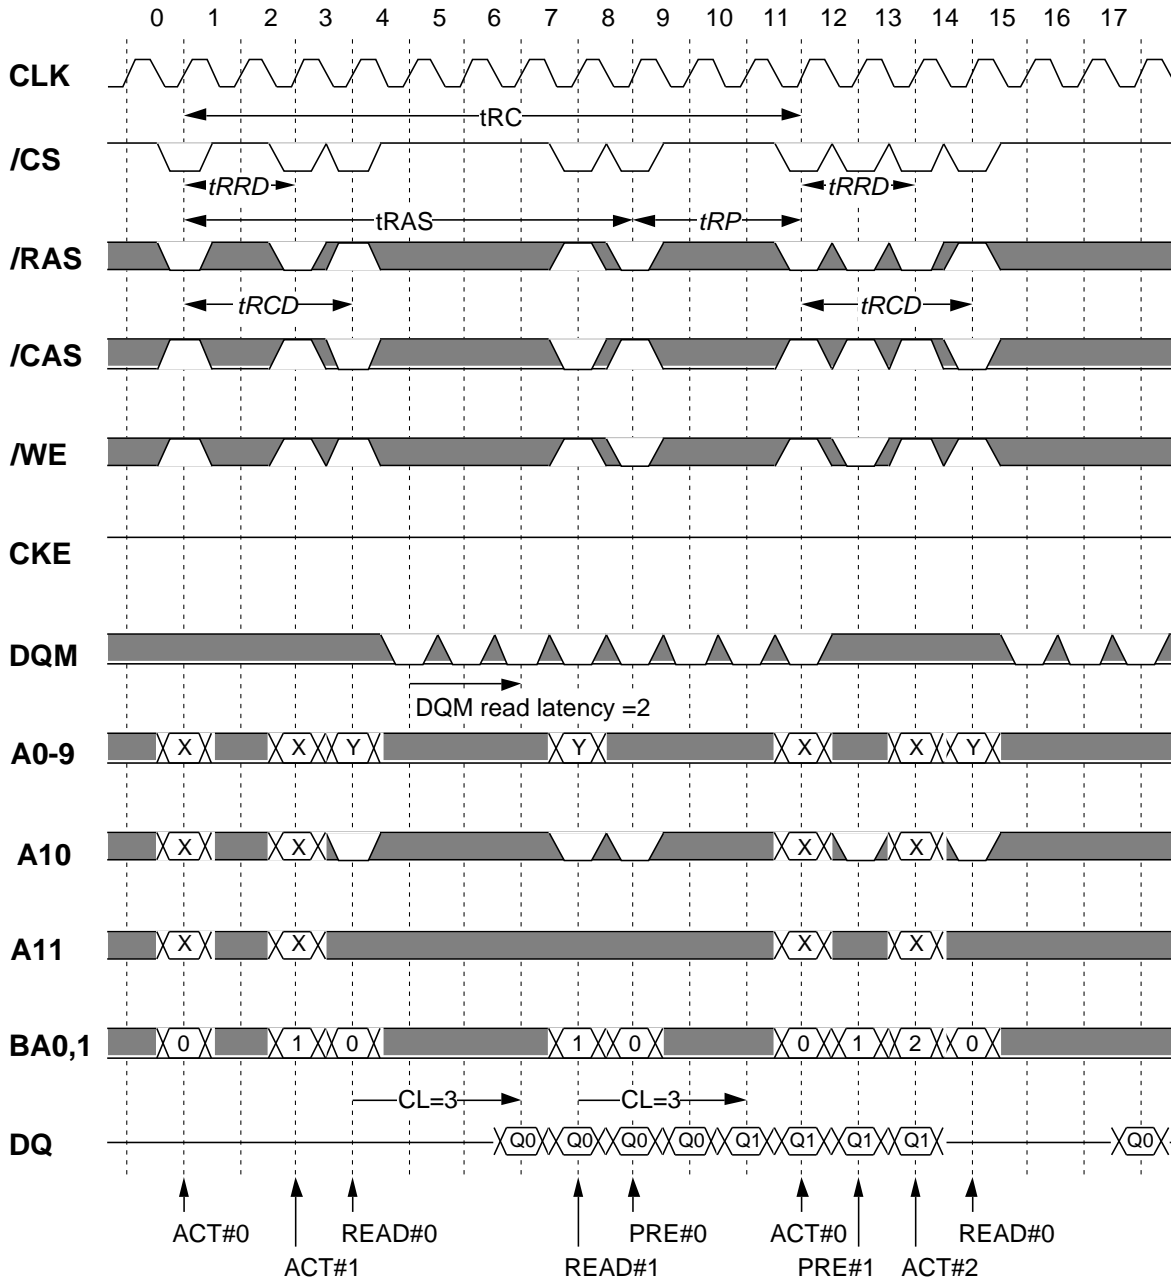 0 1 2 3 4 5 6 7 8 9 10 11 12 13 14 15 16 17
CLK
tRC
/CS
tRRD tRRD
tRAS tRP
/RAS
tRCD tRCD
/CAS
/WE
CKE
DQM
DQM read latency =2
A0-9 X X Y Y X X Y
A10 X X X X
A11 X X X X
BA0,1 0 1 0 1 0 0 1 2 0
CL=3 CL=3
DQ Q0 Q0 Q0 Q0 Q1 Q1 Q1 Q1 Q0
ACT#0 READ#0 PRE#0 ACT#0 READ#0
ACT#1 READ#1 PRE#1 ACT#2